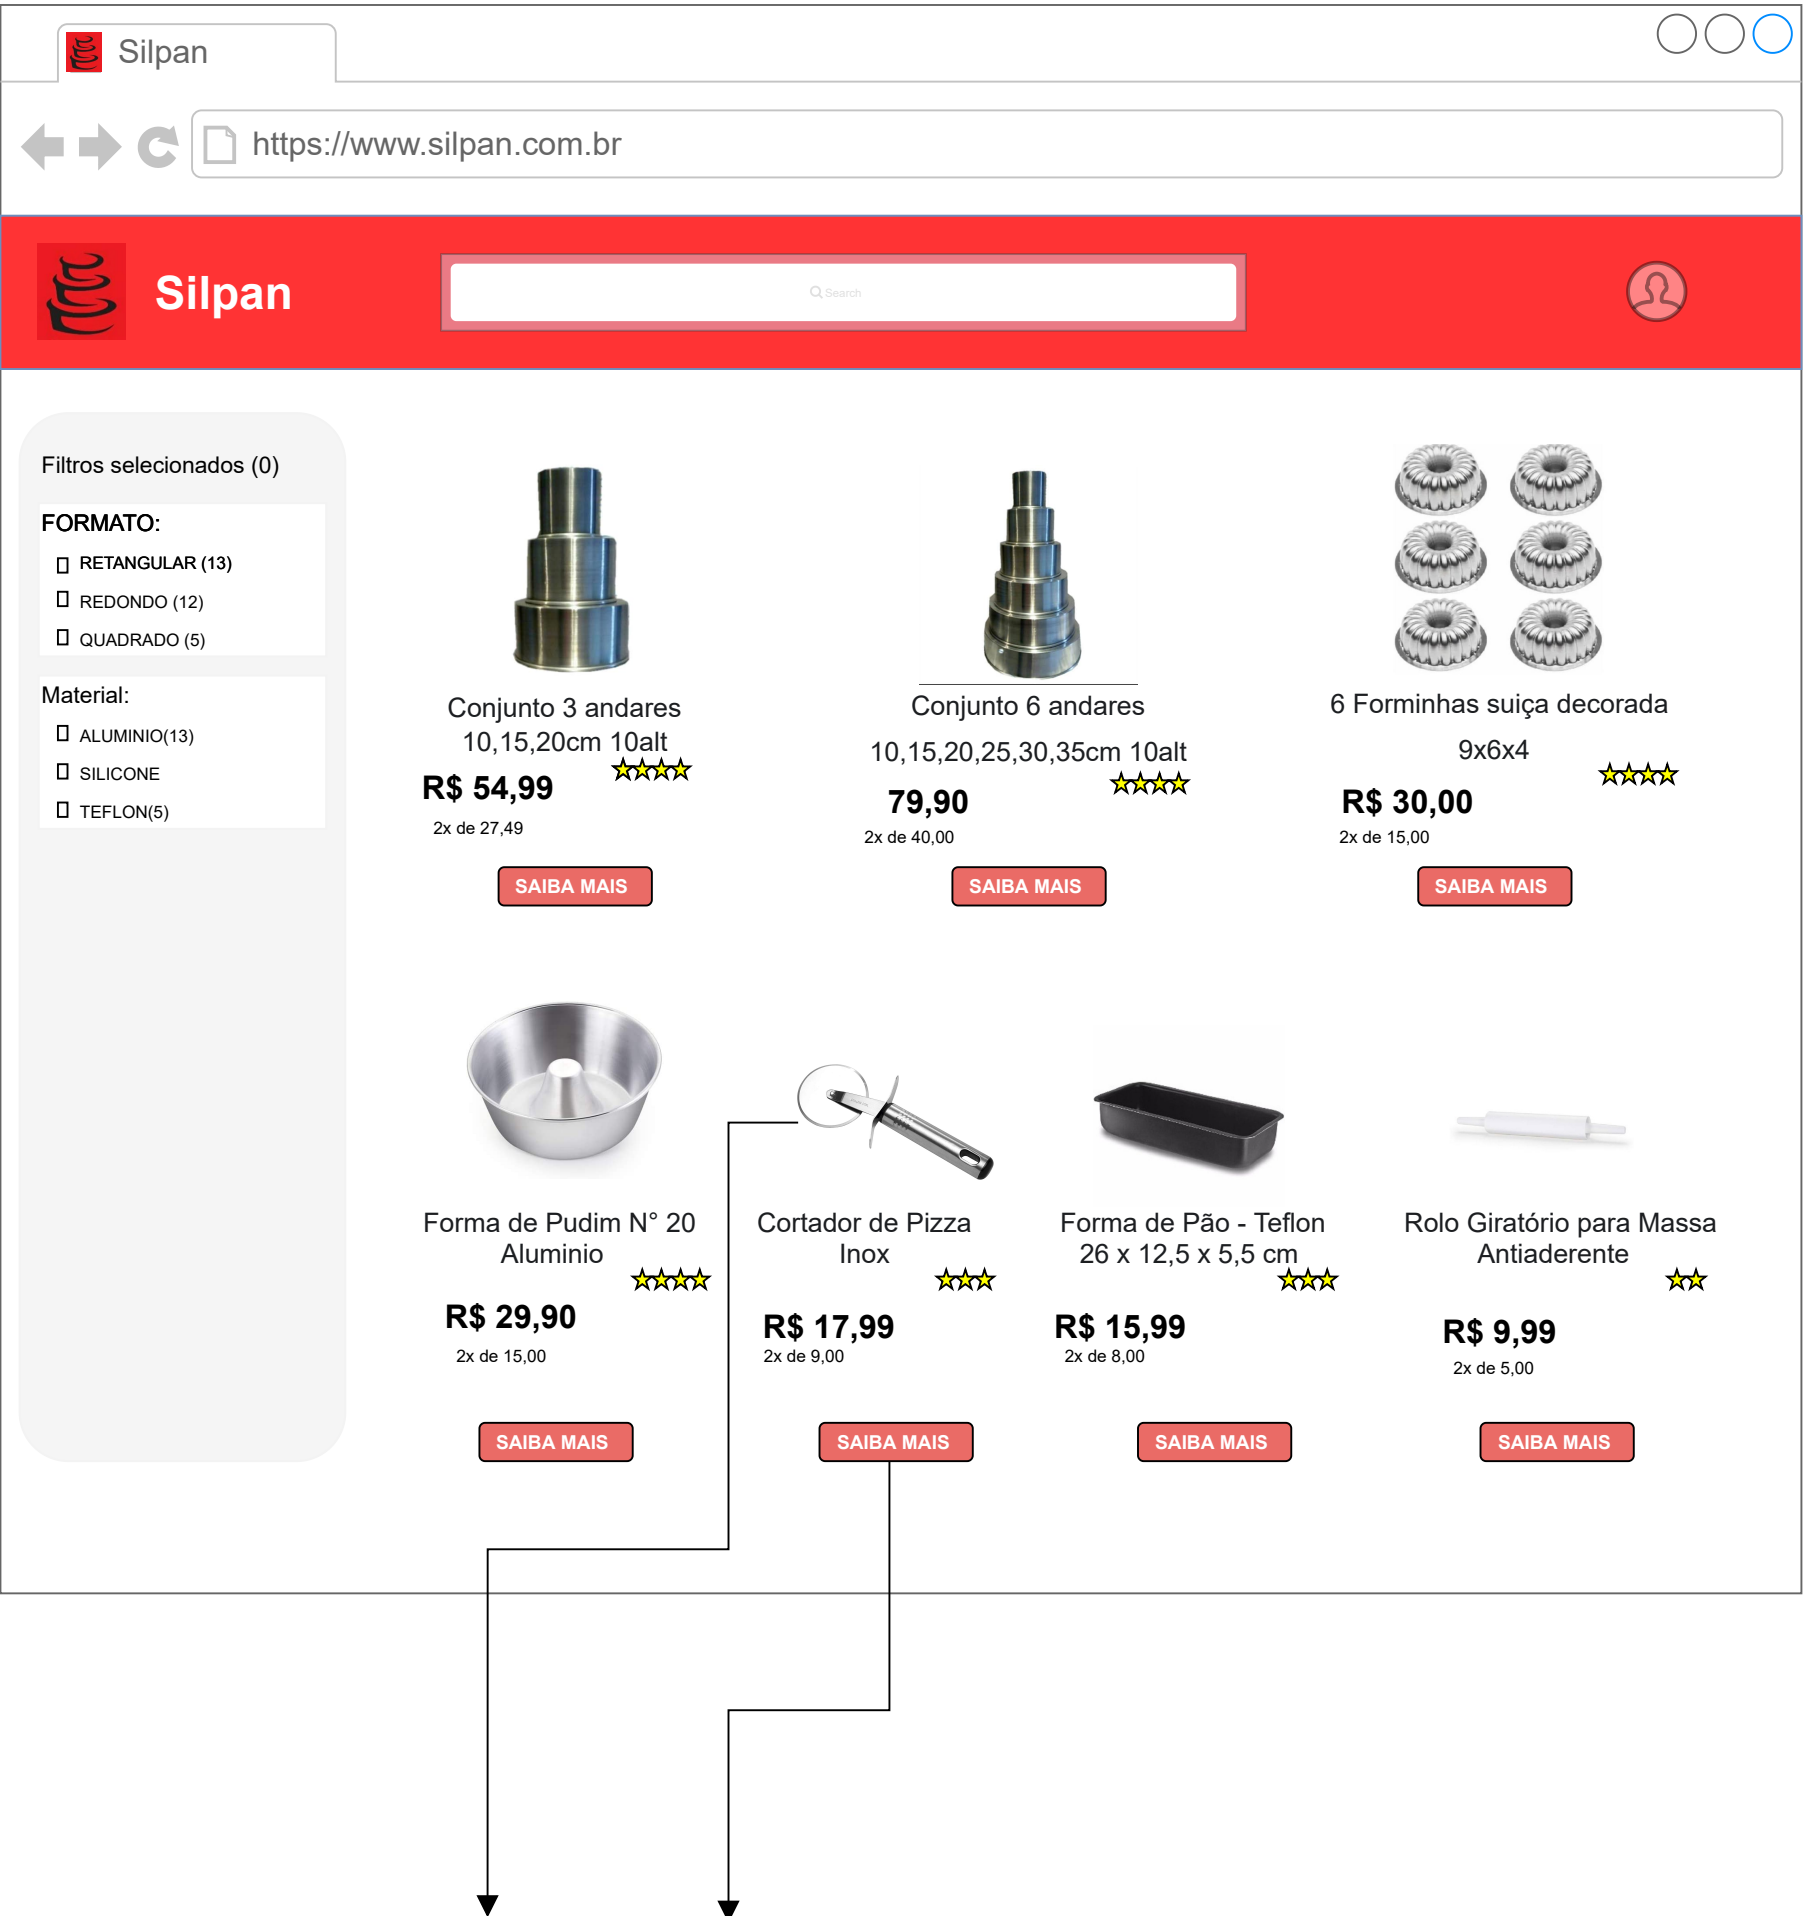 Silpan
https://www.silpan.com.br
Silpan
Search
Filtros selecionados (0)
FORMATO:
RETANGULAR (13)
REDONDO (12)
QUADRADO (5)
Material:
ALUMINIO(13)
SILICONE
TEFLON(5)
Conjunto 3 andares
10,15,20cm 10alt
R$ 54,99
2x de 27,49
SAIBA MAIS
Conjunto 6 andares
10,15,20,25,30,35cm 10alt
79,90
2x de 40,00
SAIBA MAIS
6 Forminhas suiça decorada
9x6x4
R$ 30,00
2x de 15,00
SAIBA MAIS
Forma de Pudim N° 20
Aluminio
R$ 29,90
2x de 15,00
SAIBA MAIS
Cortador de Pizza
Inox
R$ 17,99
2x de 9,00
SAIBA MAIS
Forma de Pão - Teflon
26 x 12,5 x 5,5 cm
R$ 15,99
2x de 8,00
SAIBA MAIS
Rolo Giratório para Massa
Antiaderente
R$ 9,99
2x de 5,00
SAIBA MAIS